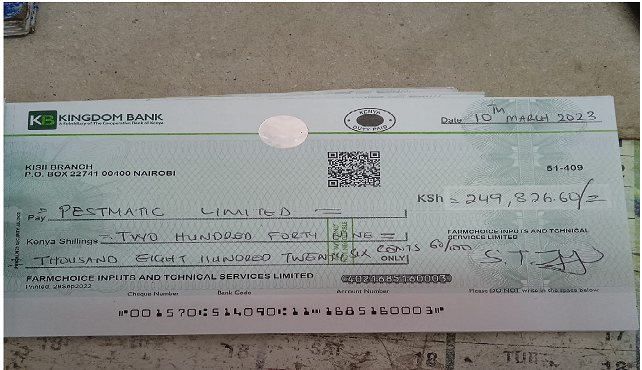 KB KINGDOM BANK
A Subsidiary of The Co-operative Bank of Kenya
KENYA
DUTY PAID
Date 10TH MARCH 2023
KISII BRANCH
P.O. BOX 22741 00400 NAIROBI
51-409
KSh = 249,826.60/=
Pay PESTMATIC LIMITED =
FARMCHOICE INPUTS AND TCHNICAL
SERVICES LIMITED
Kenya Shillings = TWO HUNDRED FORTY NINE =
THOUSAND EIGHT HUNDRED TWENTY SIX CENTS 60/100 ONLY
FARMCHOICE INPUTS AND TCHNICAL SERVICES LIMITED
Printed: 28Sep2022
Cheque Number Bank Code Account Number
Please DO NOT write in the space below